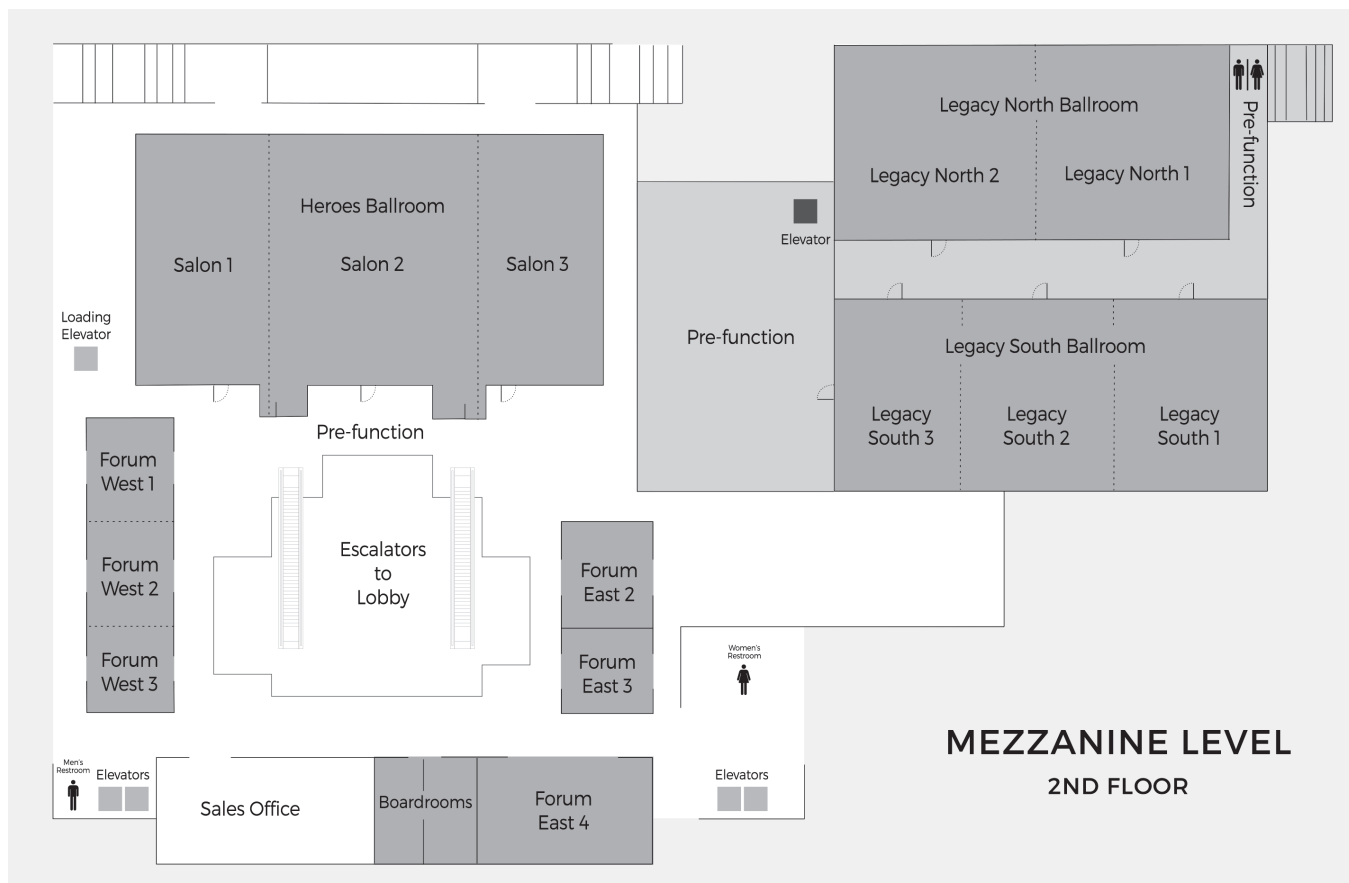 Legacy North Ballroom
Legacy North 2
Legacy North 1
Pre-function
Heroes Ballroom
Salon 1
Salon 2
Salon 3
Elevator
Loading
Elevator
Pre-function
Legacy South Ballroom
Legacy
South 3
Legacy
South 2
Legacy
South 1
Pre-function
Forum
West 1
Forum
West 2
Forum
West 3
Escalators
to
Lobby
Forum
East 2
Forum
East 3
Women's
Restroom
Men's
Restroom
Elevators
Sales Office
Boardrooms
Forum
East 4
Elevators
MEZZANINE LEVEL
2ND FLOOR